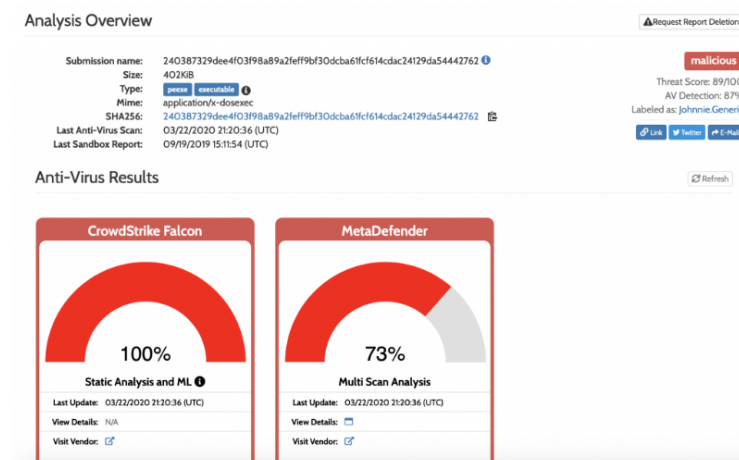 Analysis Overview
Request Report Deletion
Submission name: 240387329dee4f03f98a89a2feff9bf30dcba61fcf614cdac24129da54442762
malicious
Size: 402KiB
Threat Score: 89/100
Type: peexe executable
AV Detection: 87%
Mime: application/x-dosexec
Labeled as: Johnnie.Generi
SHA256: 240387329dee4f03f98a89a2feff9bf30dcba61fcf614cdac24129da54442762
Last Anti-Virus Scan: 03/22/2020 21:20:36 (UTC)
Link Twitter E-Mail
Last Sandbox Report: 09/19/2019 15:11:54 (UTC)
Anti-Virus Results
Refresh
CrowdStrike Falcon
100%
Static Analysis and ML
Last Update: 03/22/2020 21:20:36 (UTC)
View Details: N/A
Visit Vendor:
MetaDefender
73%
Multi Scan Analysis
Last Update: 03/22/2020 21:20:36 (UTC)
View Details:
Visit Vendor: